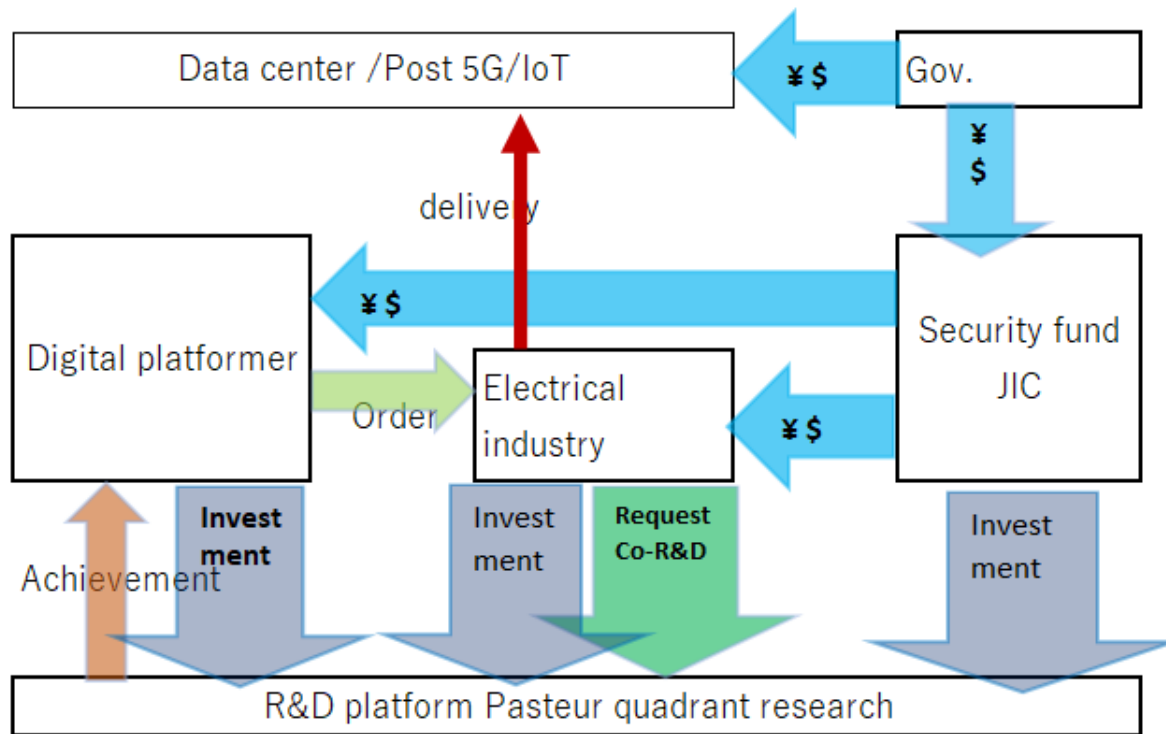 Data center /Post 5G/IoT
¥ $
Gov.
¥
$
delivery
Digital platformer
¥ $
Security fund
JIC
Order
Electrical
industry
¥ $
Achievement
Invest
ment
Invest
ment
Request
Co-R&D
Invest
ment
R&D platform Pasteur quadrant research